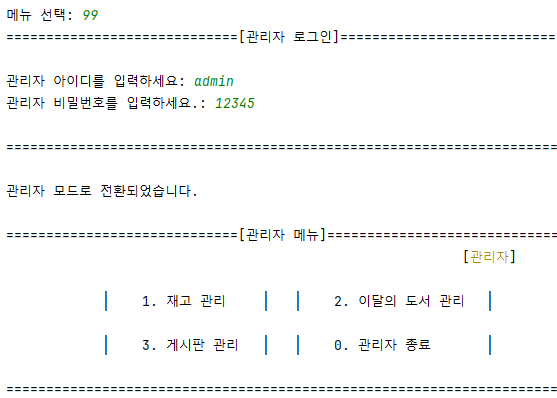 메뉴 선택: 99
=============================[관리자 로그인]===========================
관리자 아이디를 입력하세요: admin
관리자 비밀번호를 입력하세요.: 12345
=====================================================================
관리자 모드로 전환되었습니다.
=============================[관리자 메뉴]=============================
[관리자]
| 1. 재고 관리 | | 2. 이달의 도서 관리 |
| 3. 게시판 관리 | | 0. 관리자 종료 |
=====================================================================